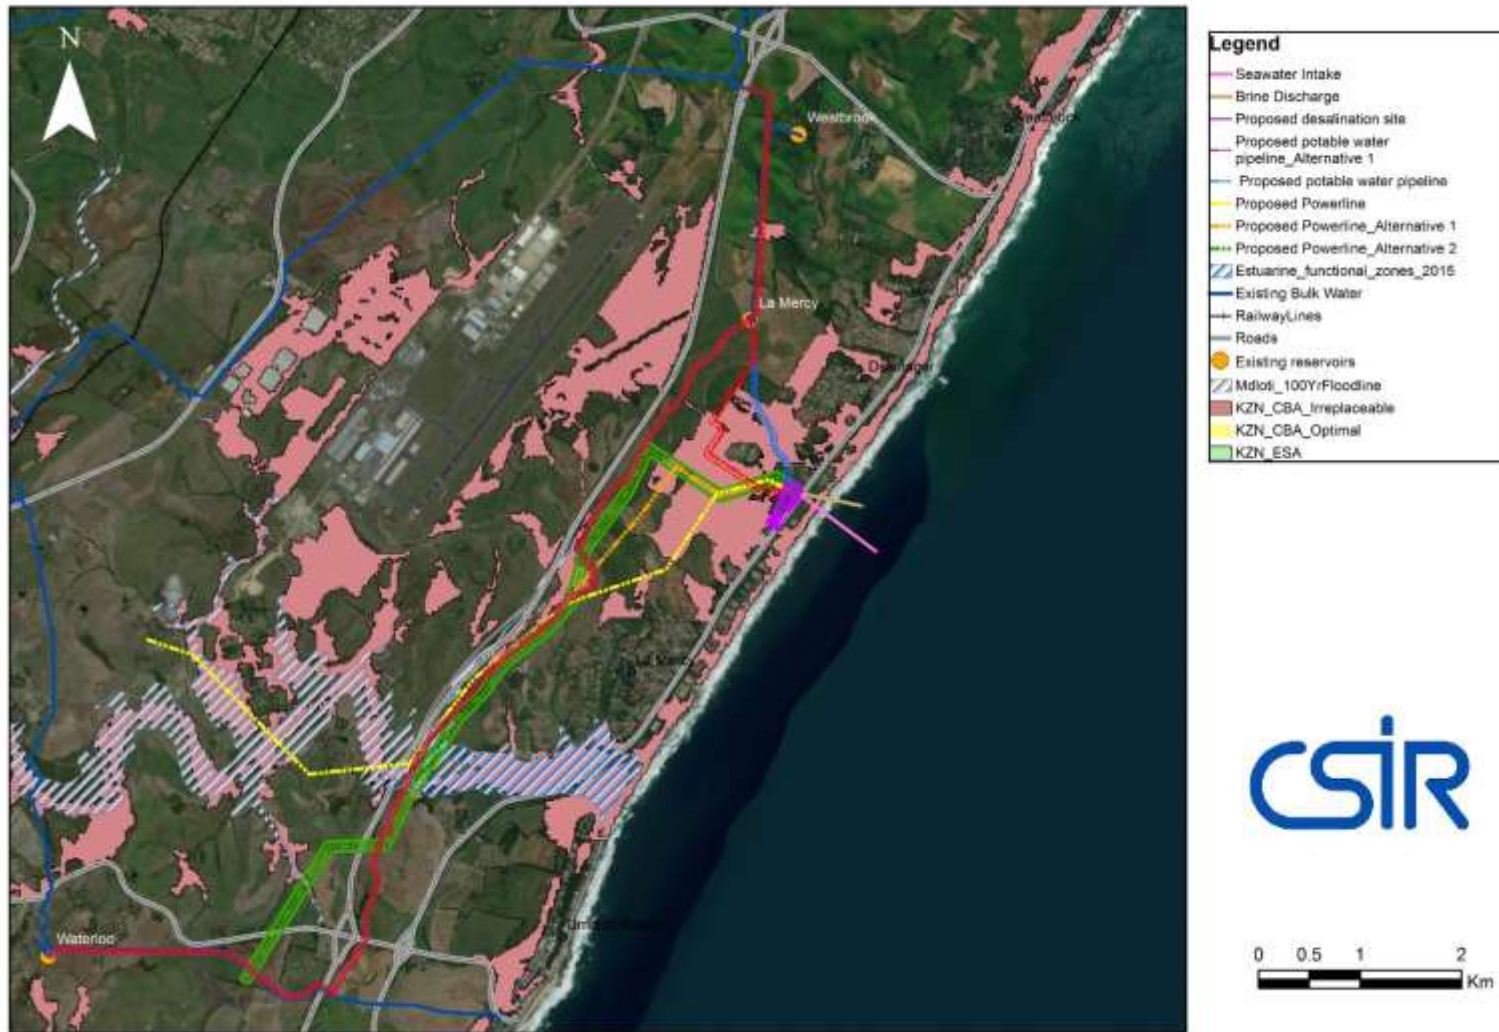 N
Westbrook
La Mercy
La Mercy
Waterloo
Legend
Seawater Intake
Brine Discharge
Proposed desalination site
Proposed potable water
pipeline_Alternative 1
Proposed potable water pipeline
Proposed Powerline
Proposed Powerline_Alternative 1
Proposed Powerline_Alternative 2
Estuarine_functional_zones_2015
Existing Bulk Water
RailwayLines
Roads
Existing reservoirs
Mdloti_100YrFloodline
KZN_CBA_Irreplaceable
KZN_CBA_Optimal
KZN_ESA
CSIR
0 0.5 1 2
Km